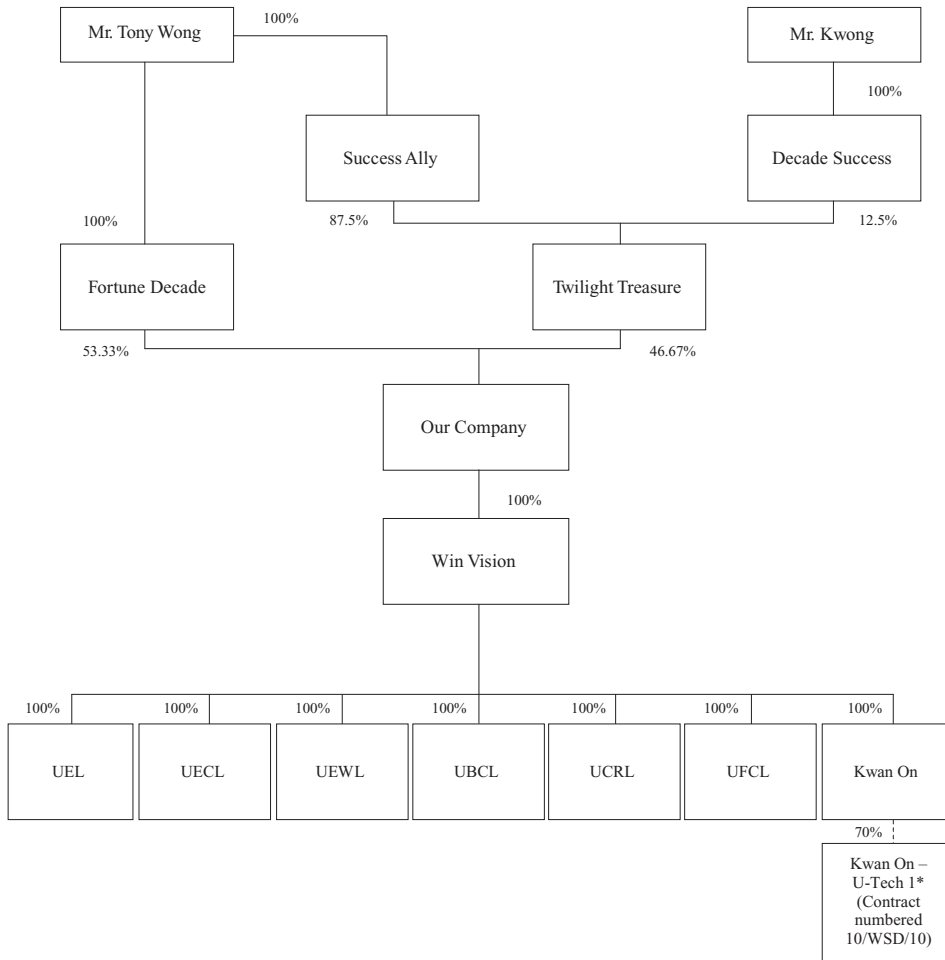 100%
Mr. Tony Wong
Mr. Kwong
100%
Success Ally
Decade Success
100%
87.5%
12.5%
Fortune Decade
Twilight Treasure
53.33%
46.67%
Our Company
100%
Win Vision
100%
100%
100%
100%
100%
100%
100%
UEL
UECL
UEWL
UBCL
UCRL
UFCL
Kwan On
70%
Kwan On –
U-Tech 1*
(Contract
numbered
10/WSD/10)